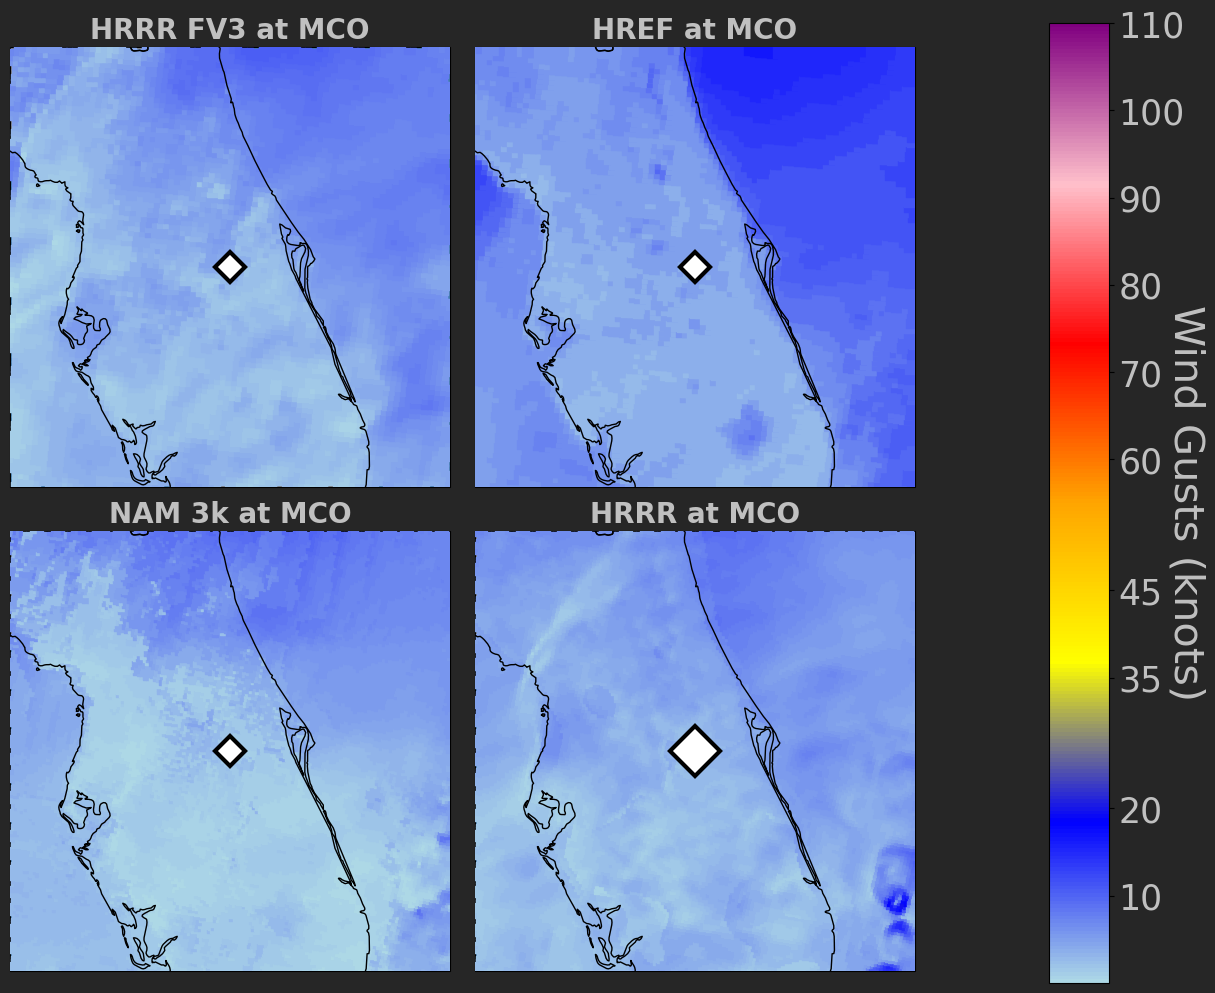 HRRR FV3 at MCO
HREF at MCO
NAM 3k at MCO
HRRR at MCO
110
100
90
80
70
60
45
35
20
10
Wind Gusts (knots)